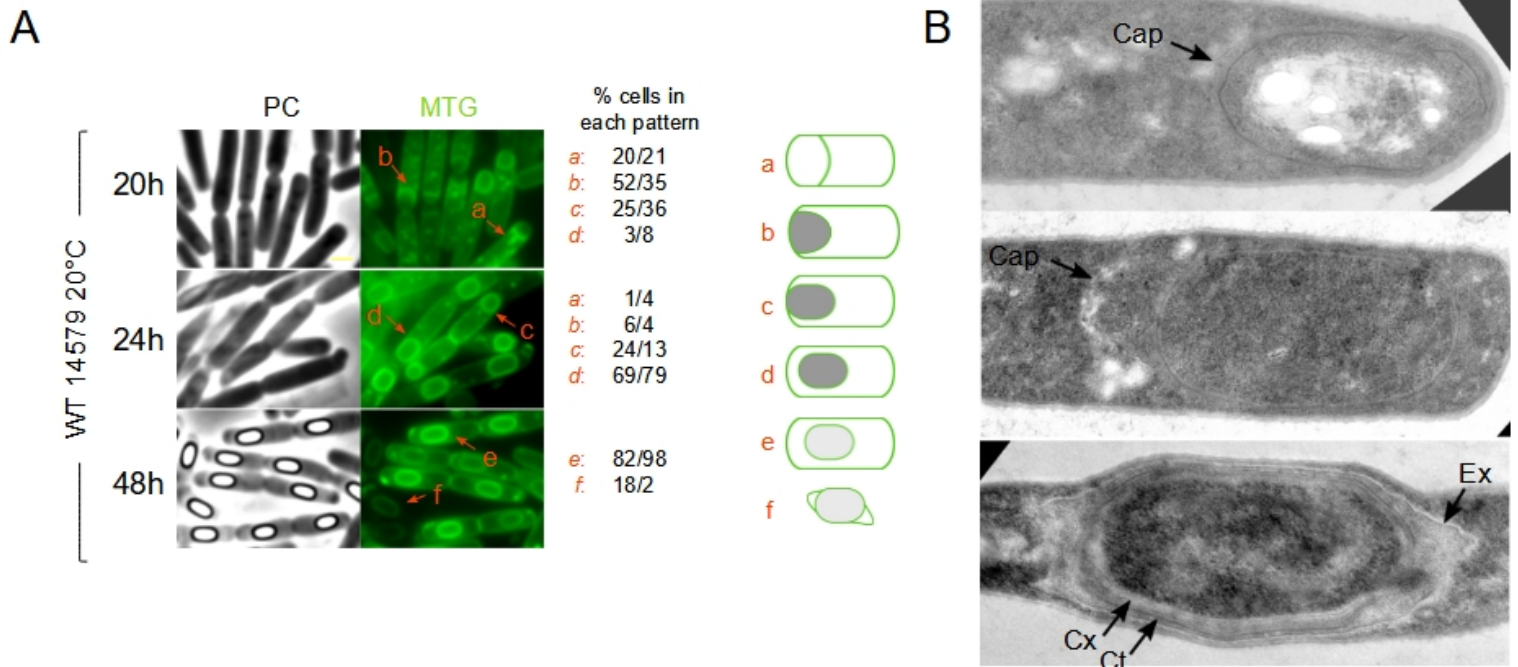 A
B
PC
MTG
% cells in
each pattern
WT 14579 20°C
20h
b
a
a: 20/21
b: 52/35
c: 25/36
d: 3/8
24h
d
c
a: 1/4
b: 6/4
c: 24/13
d: 69/79
48h
e
f
e: 82/98
f: 18/2
a
b
c
d
e
f
Cap
Cap
Ex
Cx
Ct